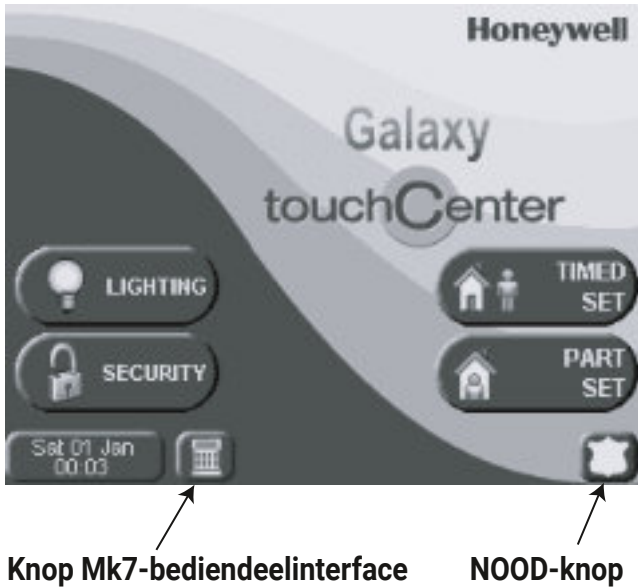 Honeywell
Galaxy
touchCenter
LIGHTING
TIMED
SET
SECURITY
PART
SET
Sat 01 Jan
00:03
Knop Mk7-bediendeelinterface
NOOD-knop